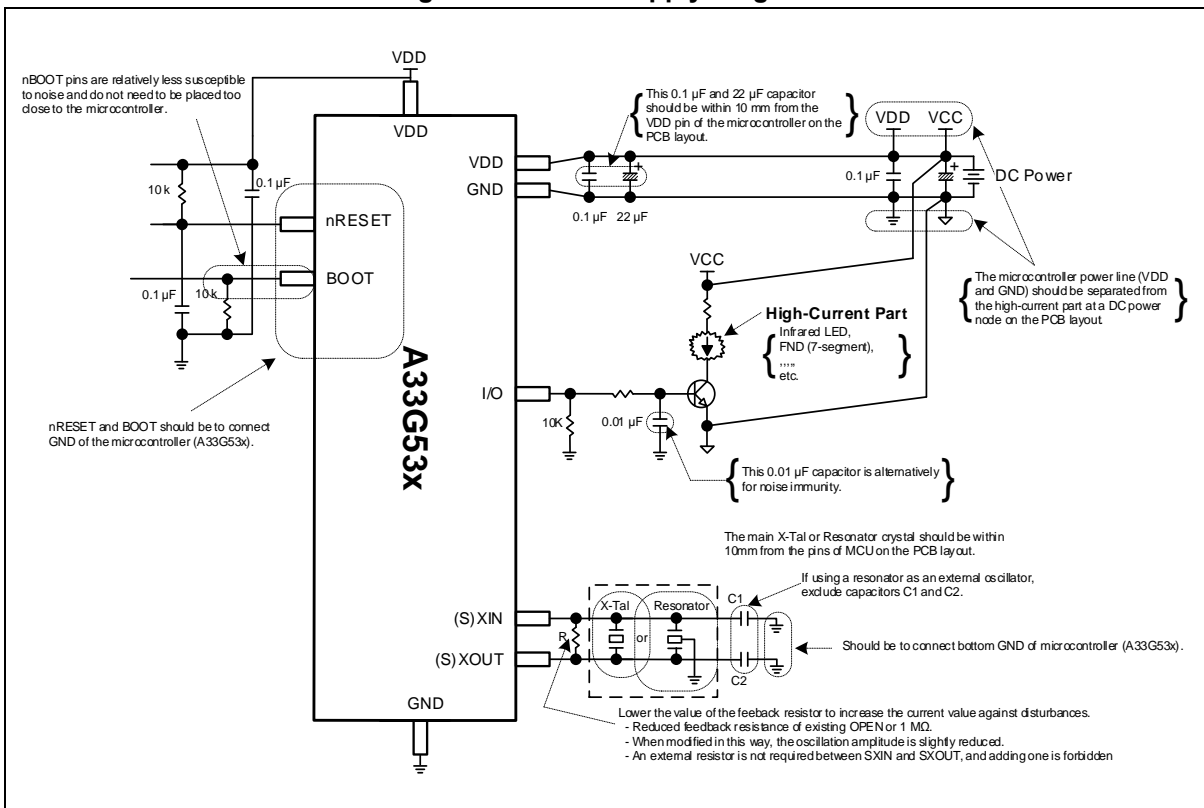 VDD
nBOOT pins are relatively less susceptible
to noise and do not need to be placed too
close to the microcontroller.
VDD
This 0.1 µF and 22 µF capacitor
should be within 10 mm from the
VDD pin of the microcontroller on the
PCB layout.
VDD VCC
VDD
GND
+
+
0.1 µF
DC Power
0.1 µF 22 µF
10 k
0.1 µF
nRESET
BOOT
0.1 µF
10 k
VCC
The microcontroller power line (VDD
and GND) should be separated from
the high-current part at a DC power
node on the PCB layout.
High-Current Part
Infrared LED,
FND (7-segment),
,,,,,
etc.
A33G53x
I/O
10K
0.01 µF
nRESET and BOOT should be to connect
GND of the microcontroller (A33G53x).
This 0.01 µF capacitor is alternatively
for noise immunity.
The main X-Tal or Resonator crystal should be within
10mm from the pins of MCU on the PCB layout.
If using a resonator as an external oscillator,
exclude capacitors C1 and C2.
(S)XIN
(S)XOUT
R
X-Tal
or
Resonator
C1
C2
Should be to connect bottom GND of microcontroller (A33G53x).
GND
Lower the value of the feeback resistor to increase the current value against disturbances.
- Reduced feedback resistance of existing OPEN or 1 MΩ.
- When modified in this way, the oscillation amplitude is slightly reduced.
- An external resistor is not required between SXIN and SXOUT, and adding one is forbidden